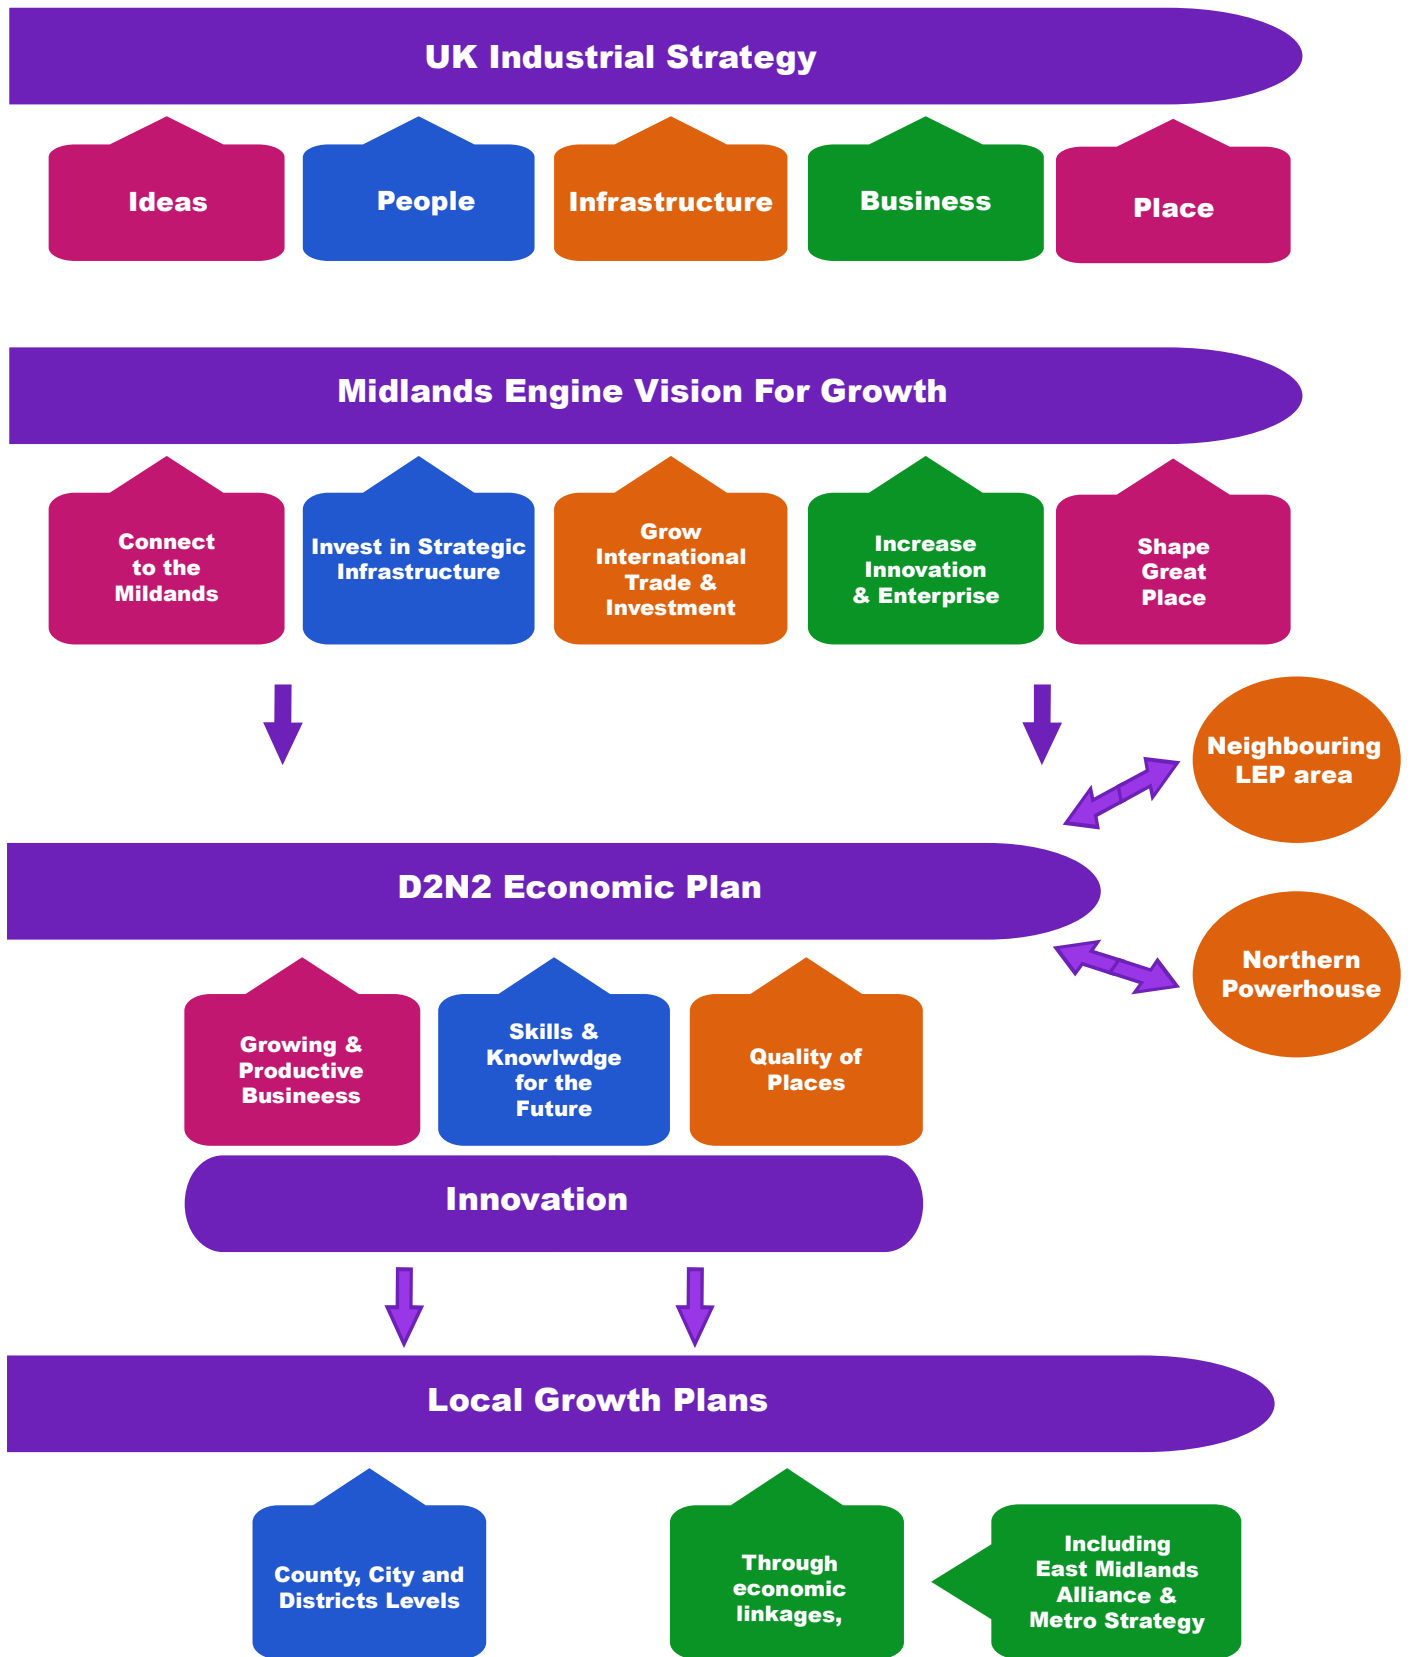 UK Industrial Strategy
Ideas
People
Infrastructure
Business
Place
Midlands Engine Vision For Growth
Connect
to the
Mildands
Invest in Strategic
Infrastructure
Grow
International
Trade &
Investment
Increase
Innovation
& Enterprise
Shape
Great
Place
Neighbouring
LEP area
D2N2 Economic Plan
Northern
Powerhouse
Growing &
Productive
Busineess
Skills &
Knowlwdge
for the
Future
Quality of
Places
Innovation
Local Growth Plans
County, City and
Districts Levels
Through
economic
linkages,
Including
East Midlands
Alliance &
Metro Strategy